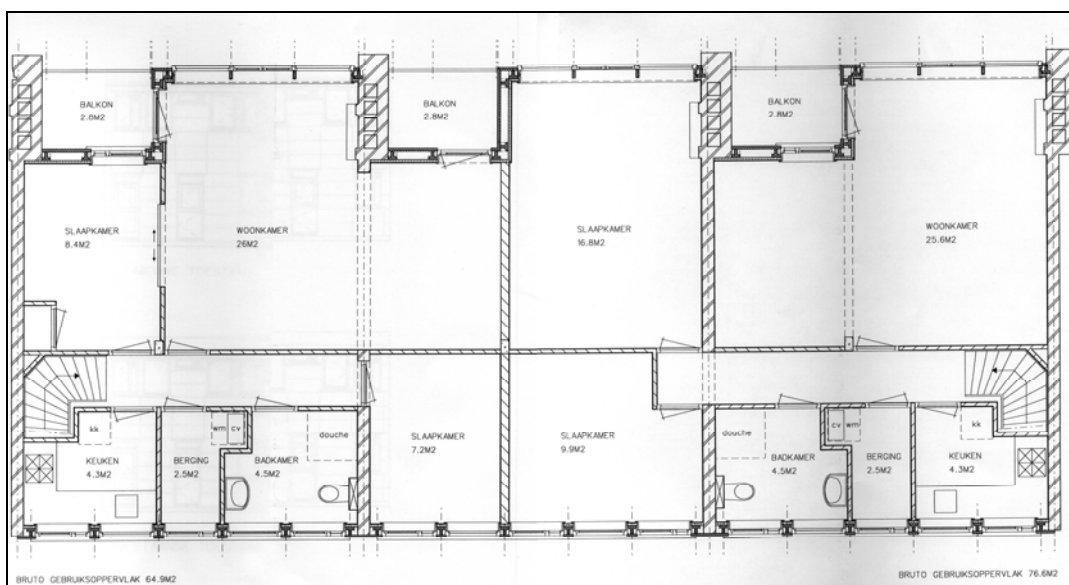 BALKON
2.8M2
BALKON
2.8M2
BALKON
2.8M2
SLAAPKAMER
8.4M2
WOONKAMER
26M2
SLAAPKAMER
16.8M2
WOONKAMER
25.6M2
kk
KEUKEN
4.3M2
BERGING
2.5M2
wm
cv
BADKAMER
4.5M2
douche
SLAAPKAMER
7.2M2
SLAAPKAMER
9.9M2
douche
BADKAMER
4.5M2
cv
wm
BERGING
2.5M2
kk
KEUKEN
4.3M2
BRUTO GEBRUIKSOPPERVLAK 64.9M2
BRUTO GEBRUIKSOPPERVLAK 76.6M2